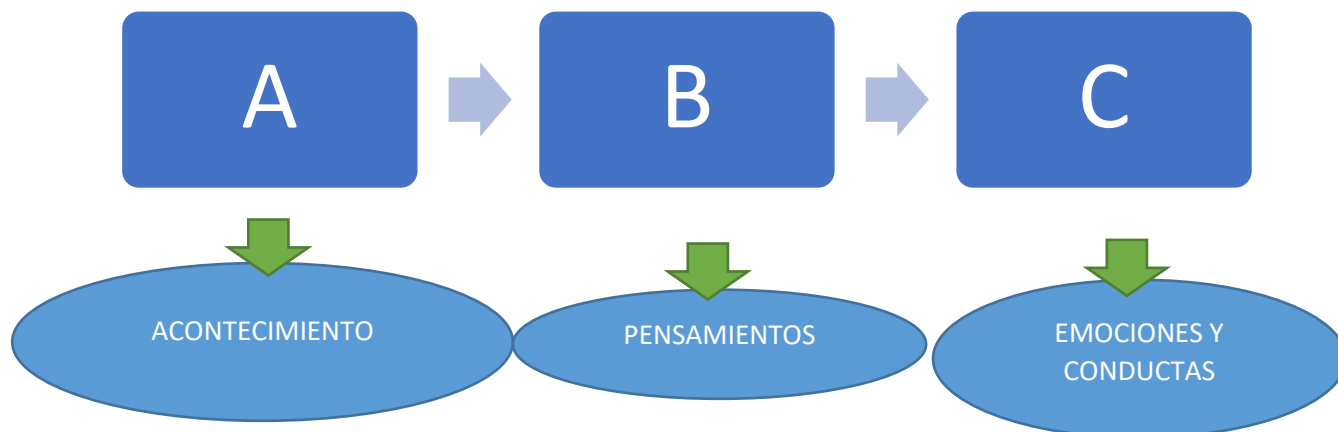 A
B
C
ACONTECIMIENTO
PENSAMIENTOS
EMOCIONES Y
CONDUCTAS